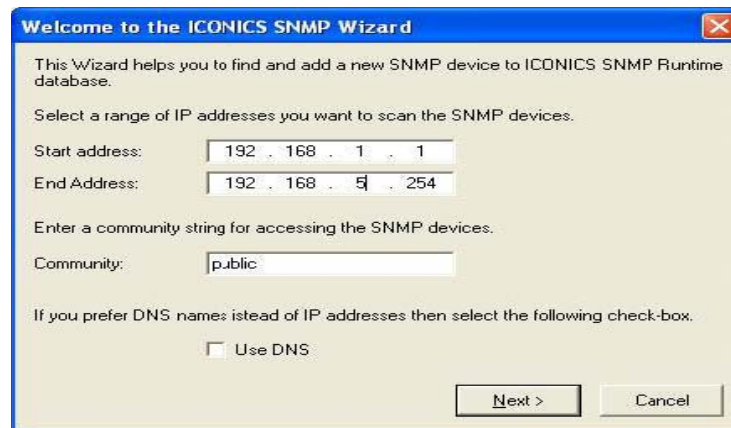 Welcome to the ICONICS SNMP Wizard
This Wizard helps you to find and add a new SNMP device to ICONICS SNMP Runtime
database.
Select a range of IP addresses you want to scan the SNMP devices.
Start address: 192 . 168 . 1 . 1
End Address: 192 . 168 . 5 . 254
Enter a community string for accessing the SNMP devices.
Community: public
If you prefer DNS names istead of IP addresses then select the following check-box.
Use DNS
Next > Cancel